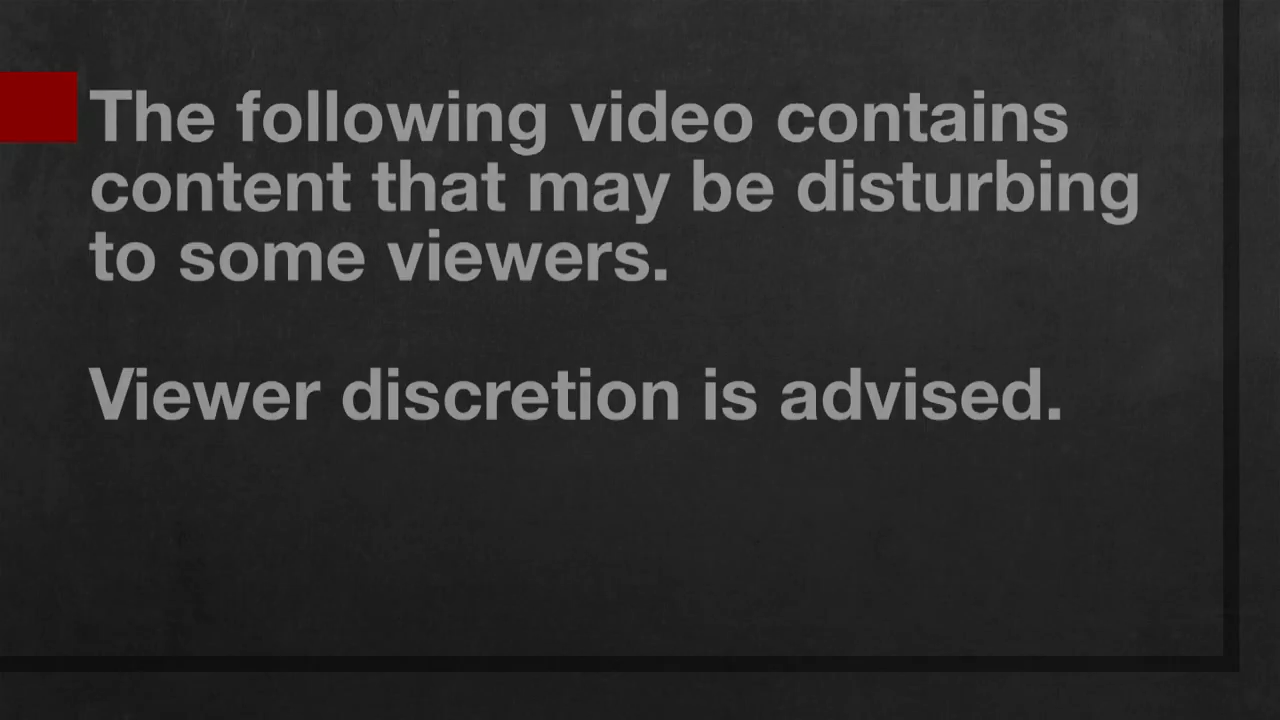 The following video contains
content that may be disturbing
to some viewers.
Viewer discretion is advised.